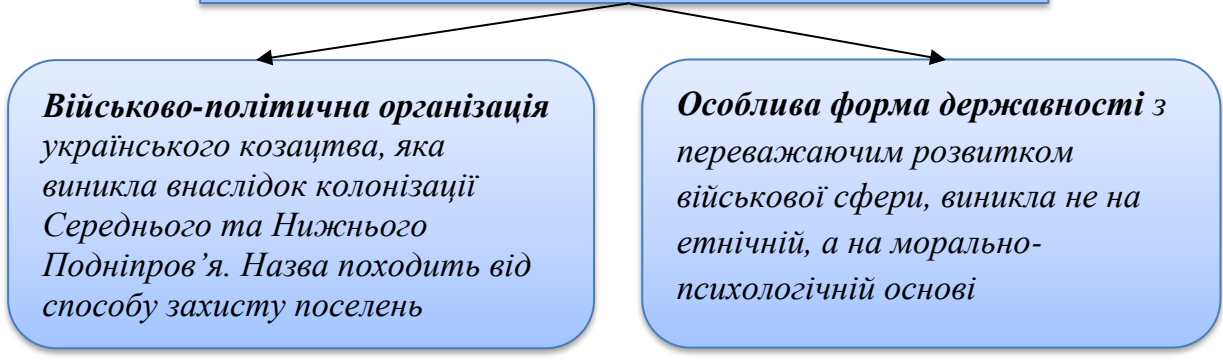 Військово-політична організація
українського козацтва, яка
виникла внаслідок колонізації
Середнього та Нижнього
Подніпров’я. Назва походить від
способу захисту поселень
Особлива форма державності з
переважаючим розвитком
військової сфери, виникла не на
етнічній, а на морально-
психологічній основі